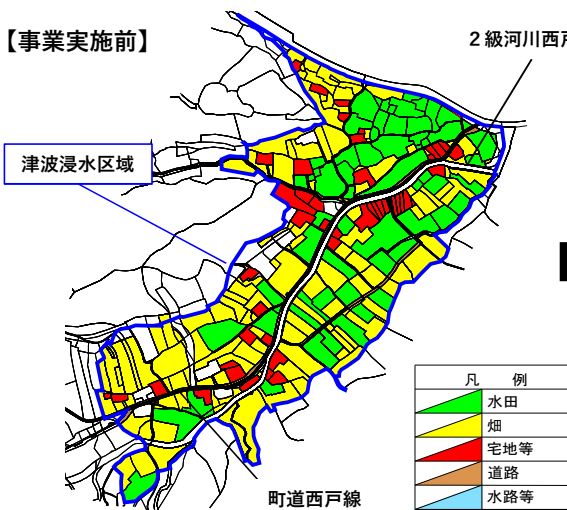 【事業実施前】
2級河川西戸
津波浸水区域
凡 例
水田
畑
宅地等
道路
水路等
町道西戸線